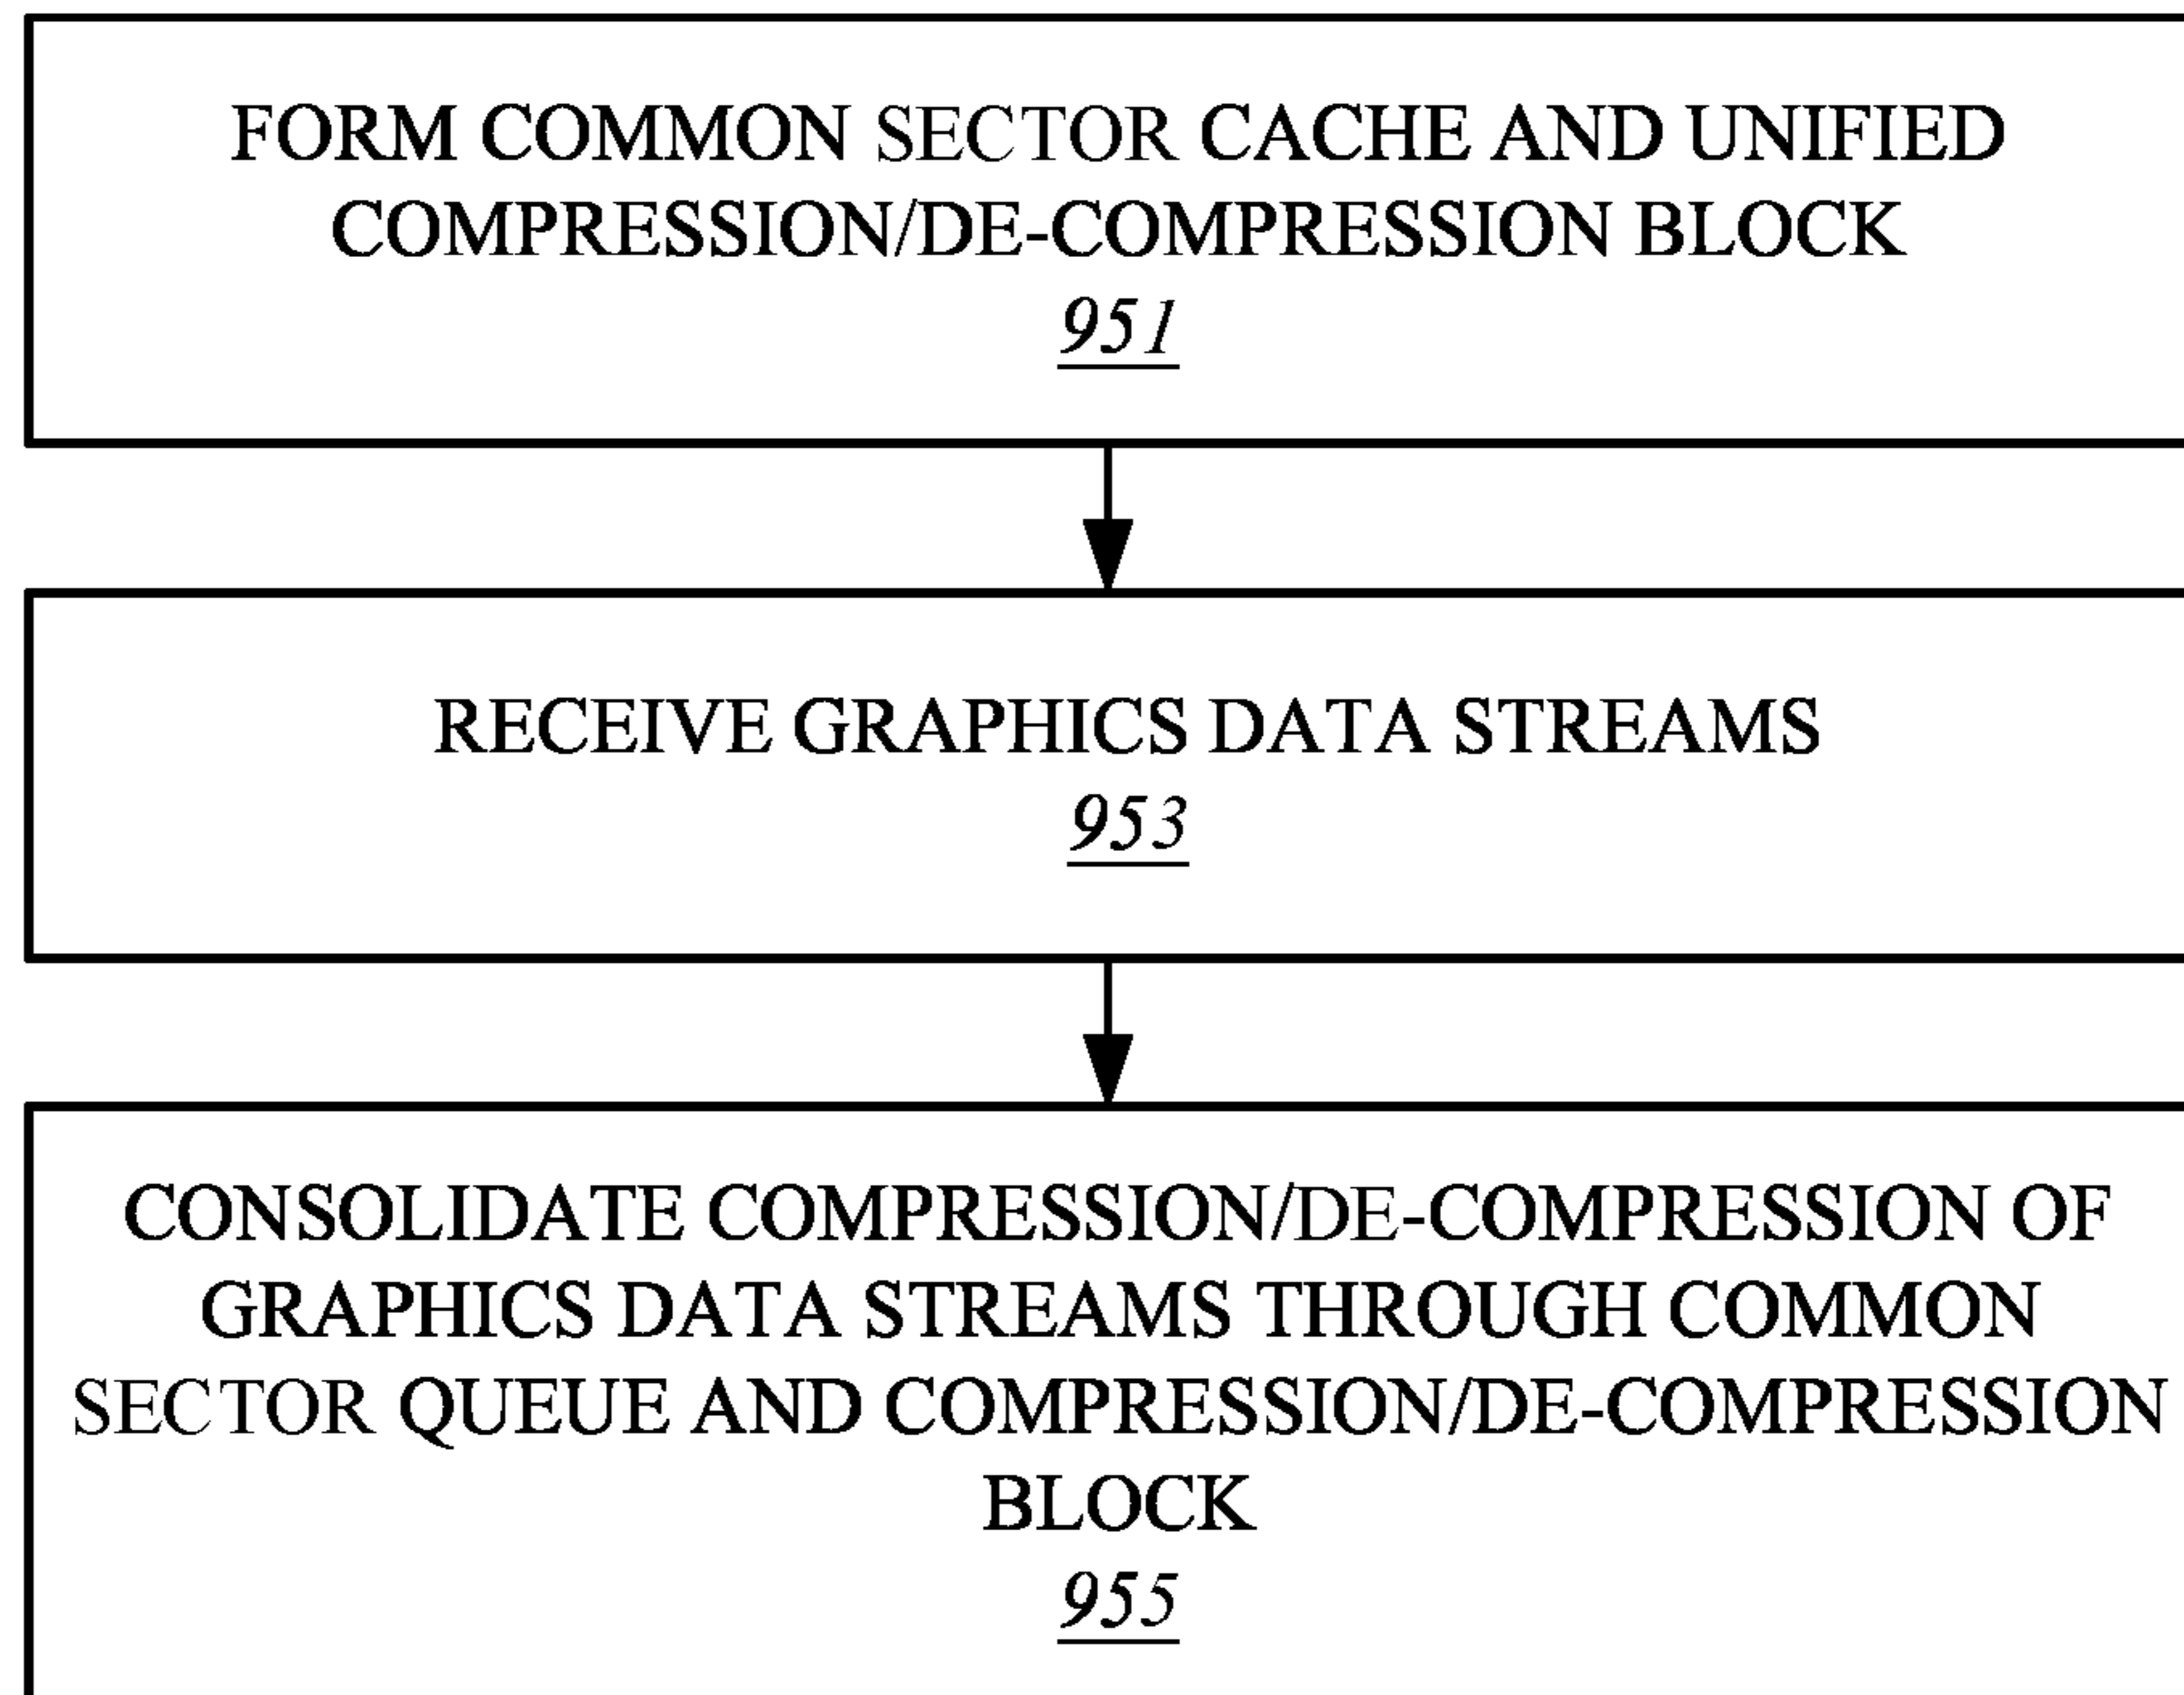 FORM COMMON SECTOR CACHE AND UNIFIED
COMPRESSION/DE-COMPRESSION BLOCK
951
RECEIVE GRAPHICS DATA STREAMS
953
CONSOLIDATE COMPRESSION/DE-COMPRESSION OF
GRAPHICS DATA STREAMS THROUGH COMMON
SECTOR QUEUE AND COMPRESSION/DE-COMPRESSION
BLOCK
955